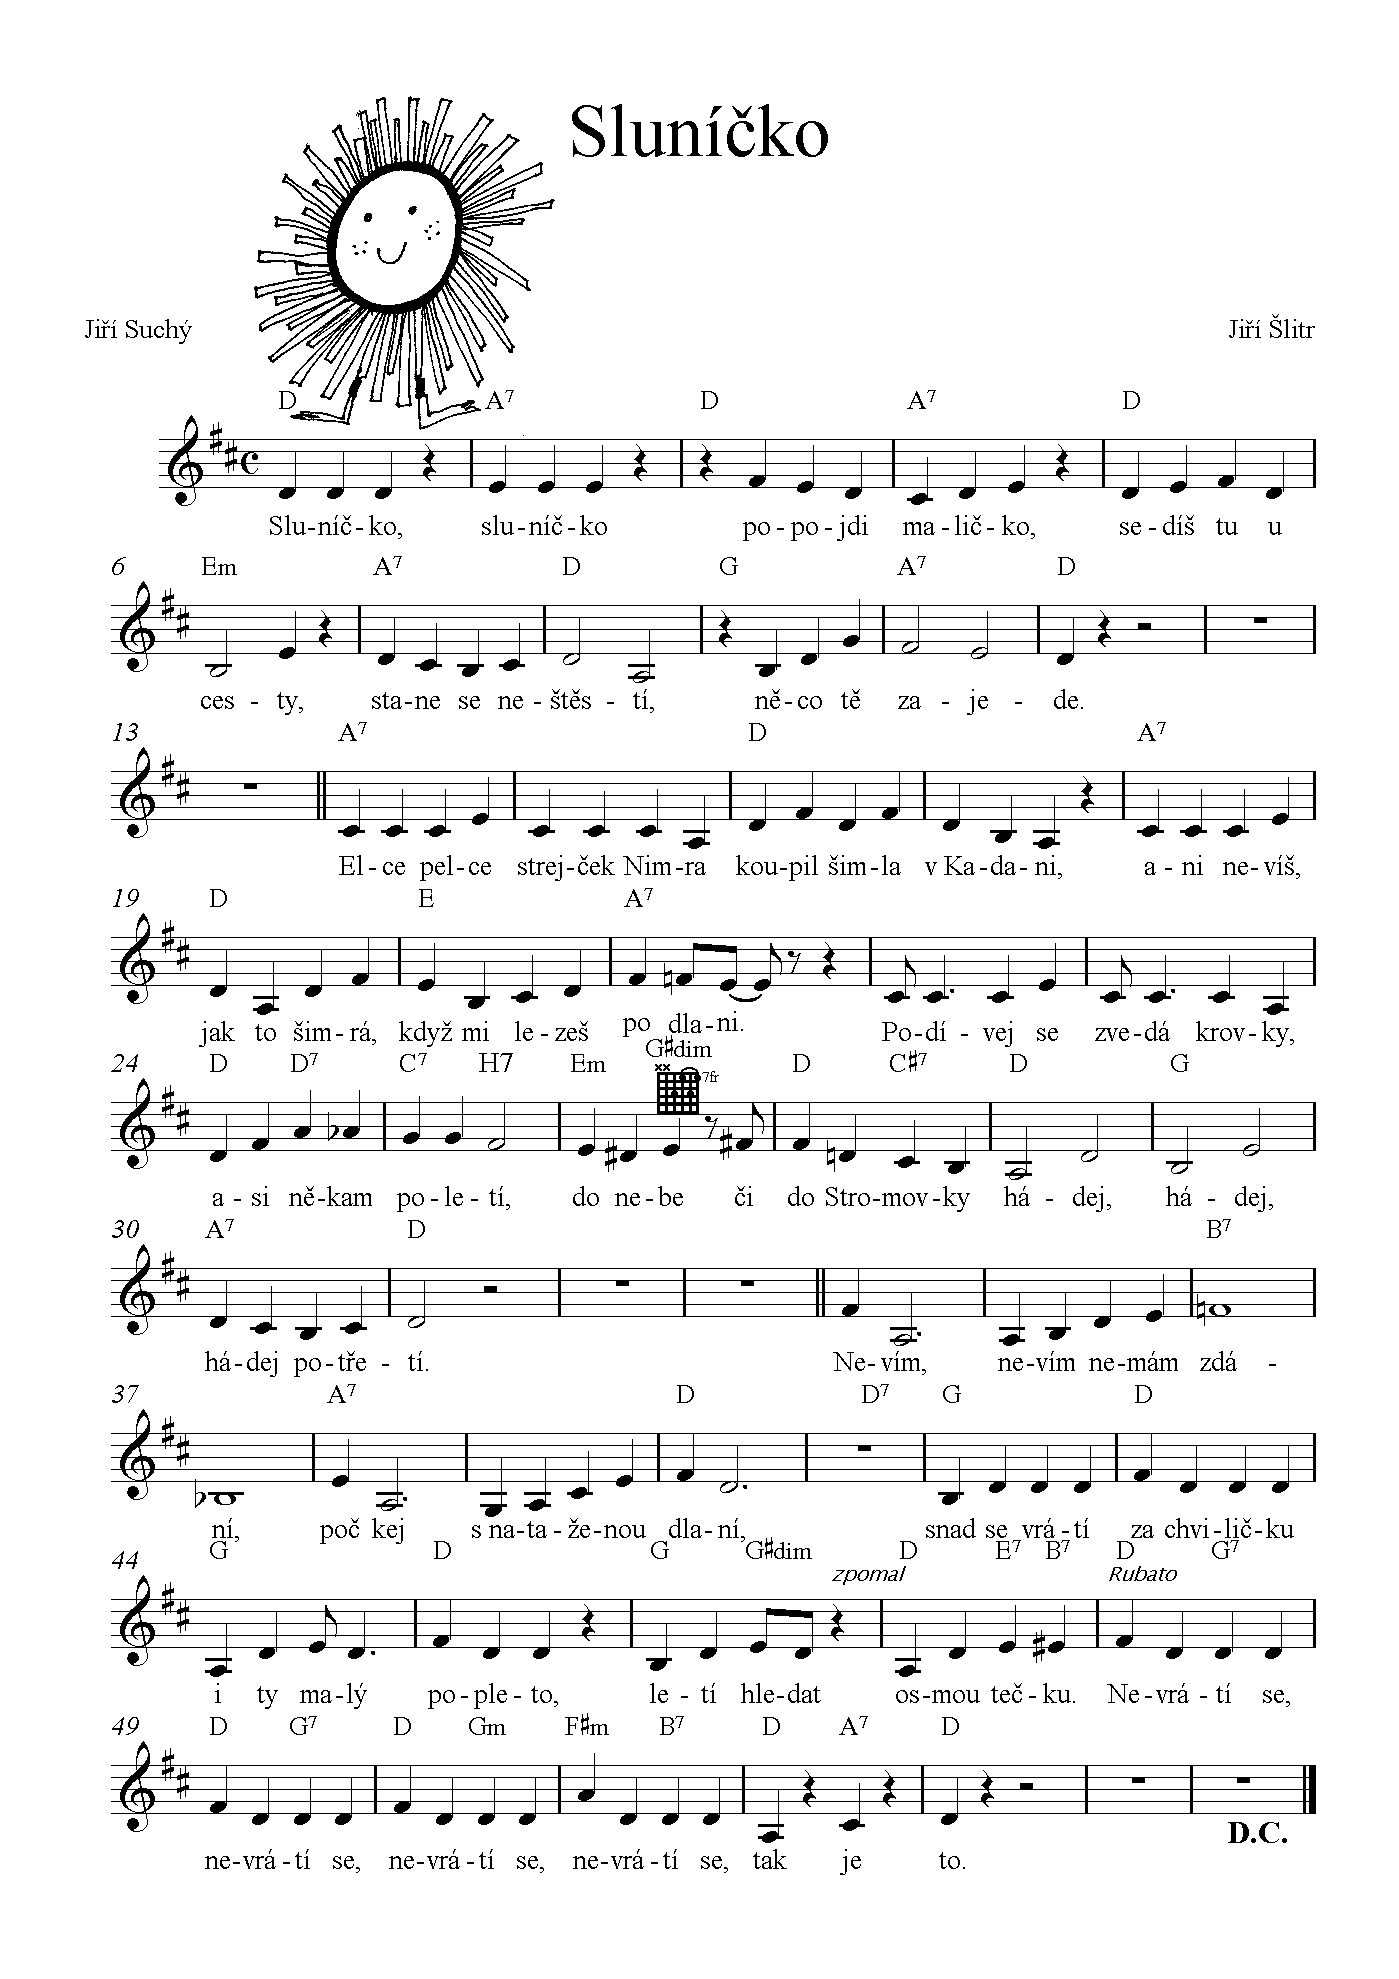 Sluníčko
Jiří Suchý
Jiří Šlitr
D A7 D A7 D
Slu-níč-ko, sluníč-ko po-po-jdi ma-lič-ko, se-díš tu u
6 Em A7 D G A7 D
ces - ty, sta-ne se ne-štěs - tí, ně-co tě za - je - de.
13 A7 D A7
El-ce pel-ce strej-ček Nim-ra kou-pil šim-la v Ka-da-ni, a-ni ne-víš,
19 D E A7
jak to šim-rá, když mi le-zeš po dla-ni. Po-dí-vej se zve-dá krov-ky,
24 D D7 C7 H7 Em G#dim D C#7 D G
7fr
a-si ně-kam po-le-tí, do ne-be či do Stro-mov-ky há - dej, há - dej,
30 A7 D B7
há-dej po-tře - tí. Ne-vím, ne-vím ne-mám zdá -
37 A7 D D7 G D
ní, poč kej s na-ta-že-nou dla-ní, snad se vrá-tí za chvi-lič-ku
44 G D G G#dim D E7 B7 D G7
zpomal Rubato
i ty ma-lý po-ple-to, le-tí hle-dat os-mou teč-ku. Ne-vrá-tí se,
49 D G7 D Gm F#m B7 D A7 D
D.C.
ne-vrá-tí se, ne-vrá-tí se, ne-vrá-tí se, tak je to.